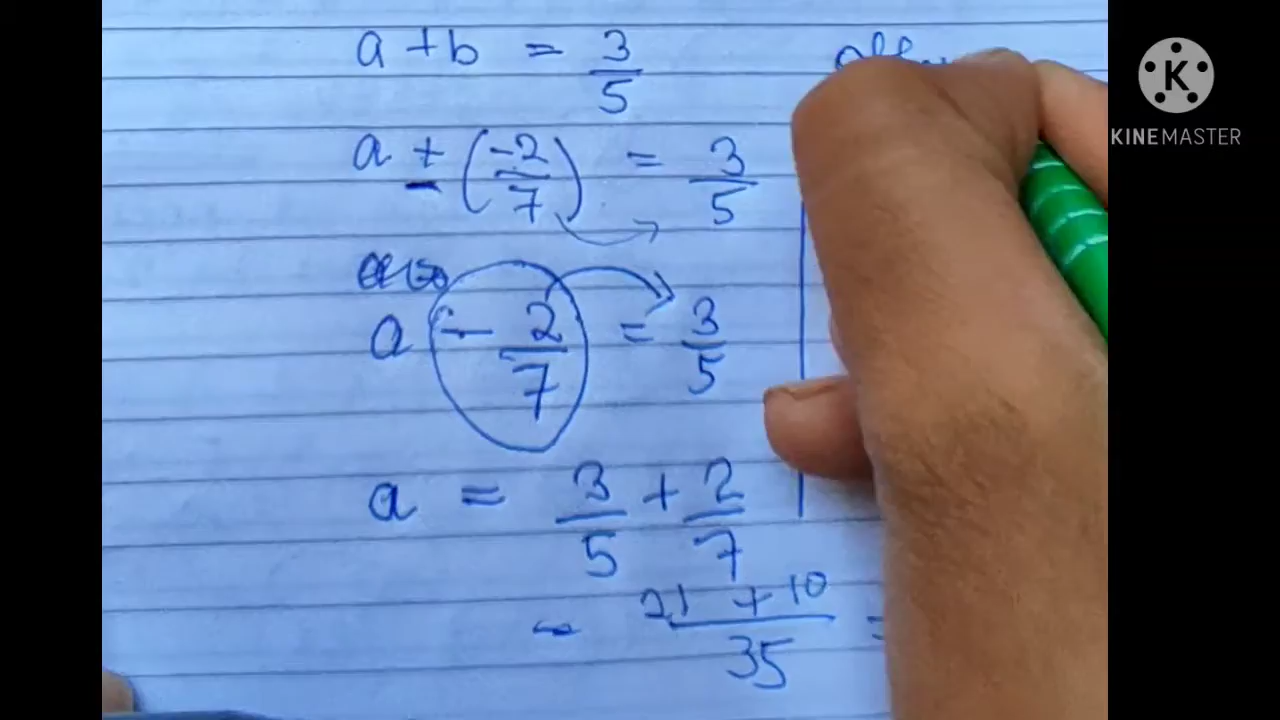 a + b = 3/5
a + (-2/7) = 3/5
a - 2/7 = 3/5
a = 3/5 + 2/7
= 21 + 10/35 =
K
KINEMASTER